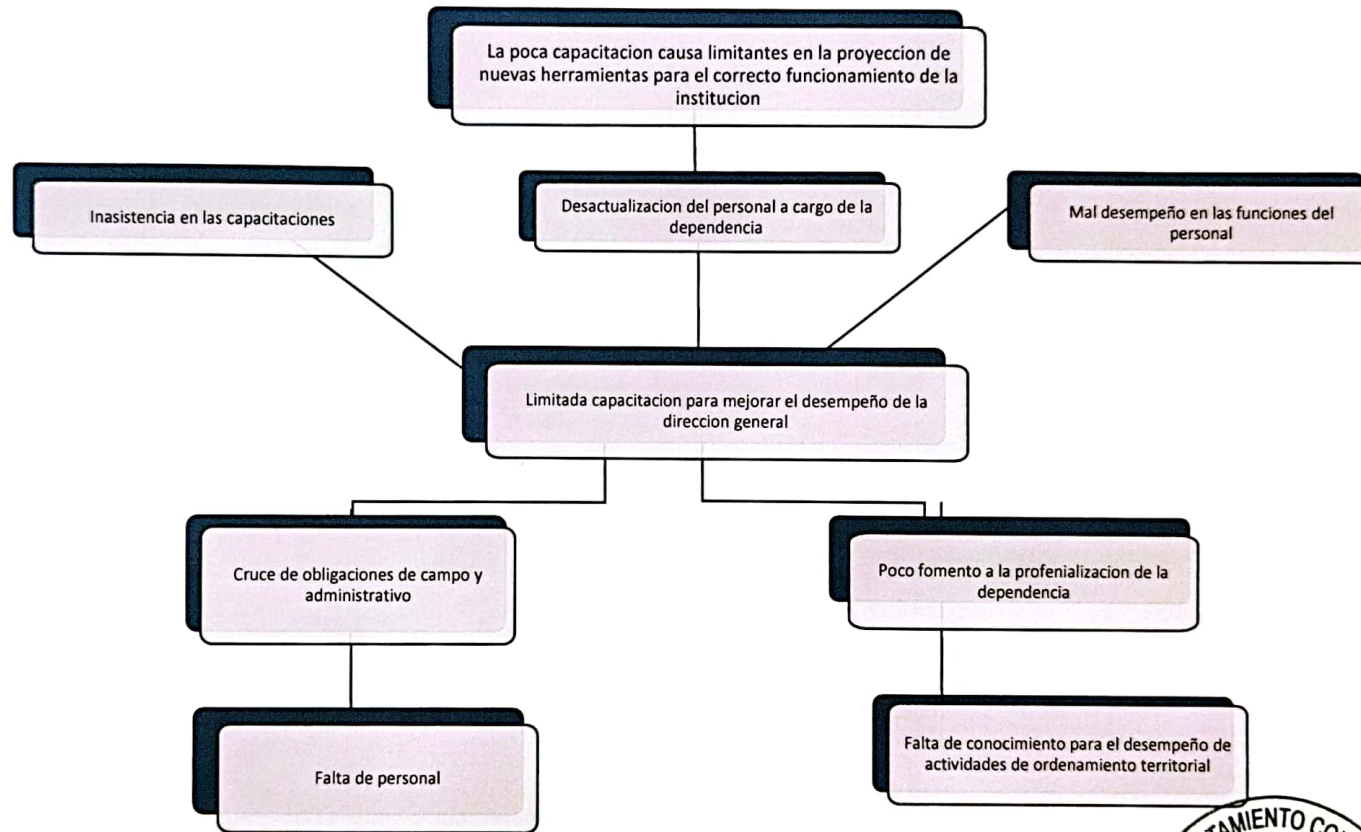 La poca capacitacion causa limitantes en la proyeccion de
nuevas herramientas para el correcto funcionamiento de la
institucion
Inasistencia en las capacitaciones
Desactualizacion del personal a cargo de la
dependencia
Mal desempeño en las funciones del
personal
Limitada capacitacion para mejorar el desempeño de la
direccion general
Cruce de obligaciones de campo y
administrativo
Poco fomento a la profenializacion de la
dependencia
Falta de personal
Falta de conocimiento para el desempeño de
actividades de ordenamiento territorial